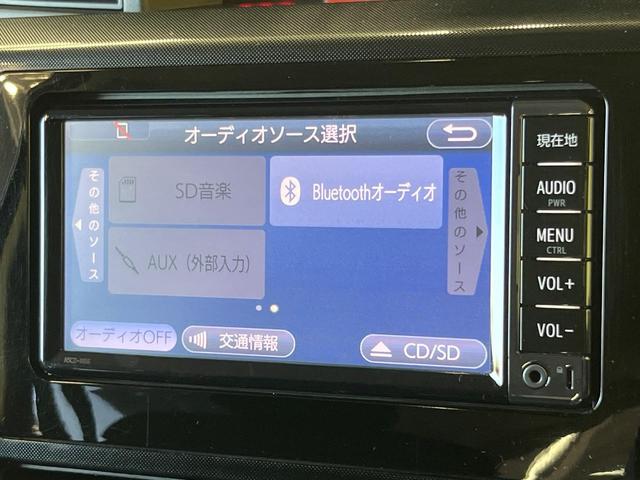 オーディオソース選択
その他のソース
SD音楽
Bluetoothオーディオ
その他のソース
AUX（外部入力）
オーディオOFF
交通情報
CD/SD
現在地
AUDIO
PWR
MENU
CTRL
VOL+
VOL-